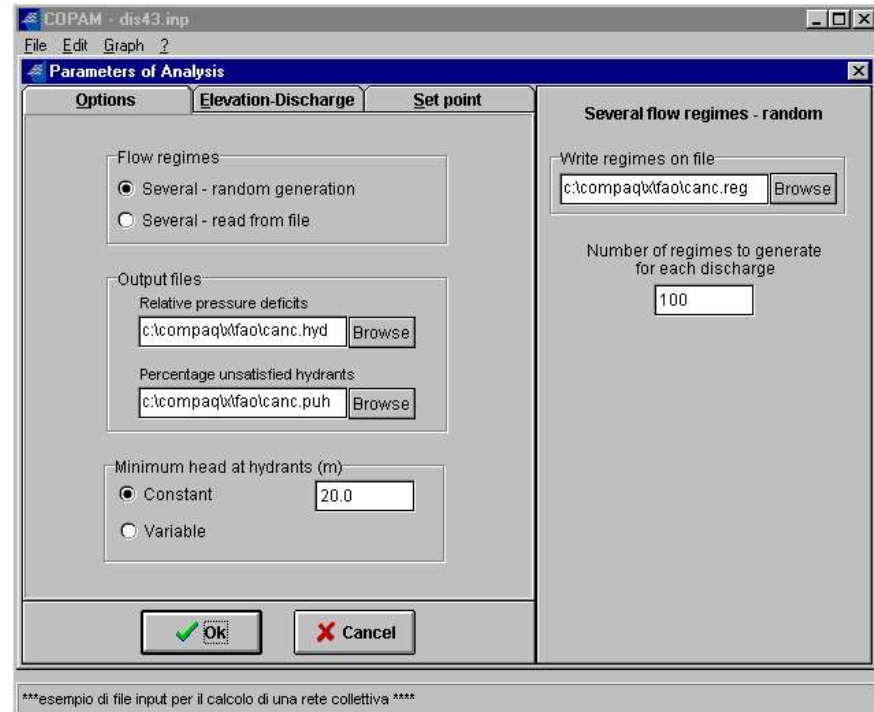 COPAM - dis43.inp
File Edit Graph ?
Parameters of Analysis
Options Elevation-Discharge Set point
Flow regimes
Several - random generation
Several - read from file
Output files
Relative pressure deficits
c:\compaq\x\fao\canc.hyd Browse
Percentage unsatisfied hydrants
c:\compaq\x\fao\canc.puh Browse
Minimum head at hydrants (m)
Constant 20.0
Variable
Ok Cancel
Several flow regimes - random
Write regimes on file
c:\compaq\x\fao\canc.reg Browse
Number of regimes to generate
for each discharge
100
***esempio di file input per il calcolo di una rete collettiva ****